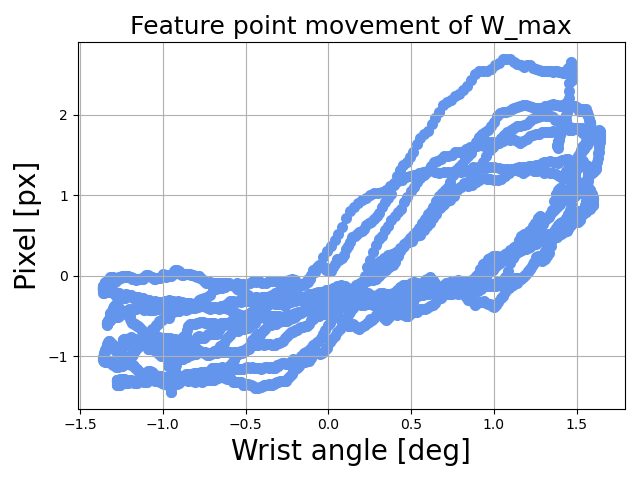 Feature point movement of W_max
Pixel [px]
2
1
0
−1
−1.5 −1.0 −0.5 0.0 0.5 1.0 1.5
Wrist angle [deg]